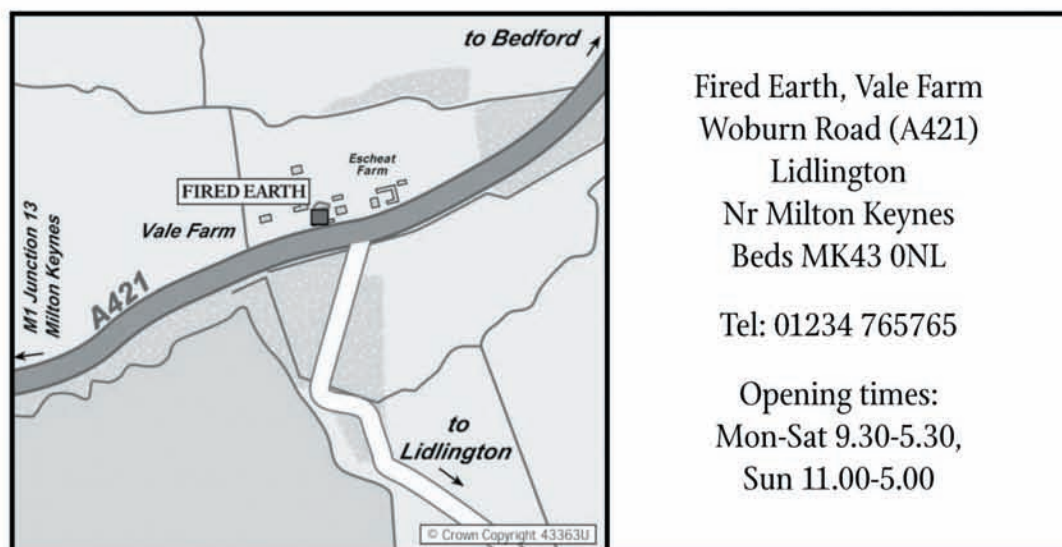 to Bedford
Escheat
Farm
FIRED EARTH
Vale Farm
M1 Junction 13
Milton Keynes
A421
to
Lidlington
© Crown Copyright 43363U
Fired Earth, Vale Farm
Woburn Road (A421)
Lidlington
Nr Milton Keynes
Beds MK43 0NL
Tel: 01234 765765
Opening times:
Mon-Sat 9.30-5.30,
Sun 11.00-5.00